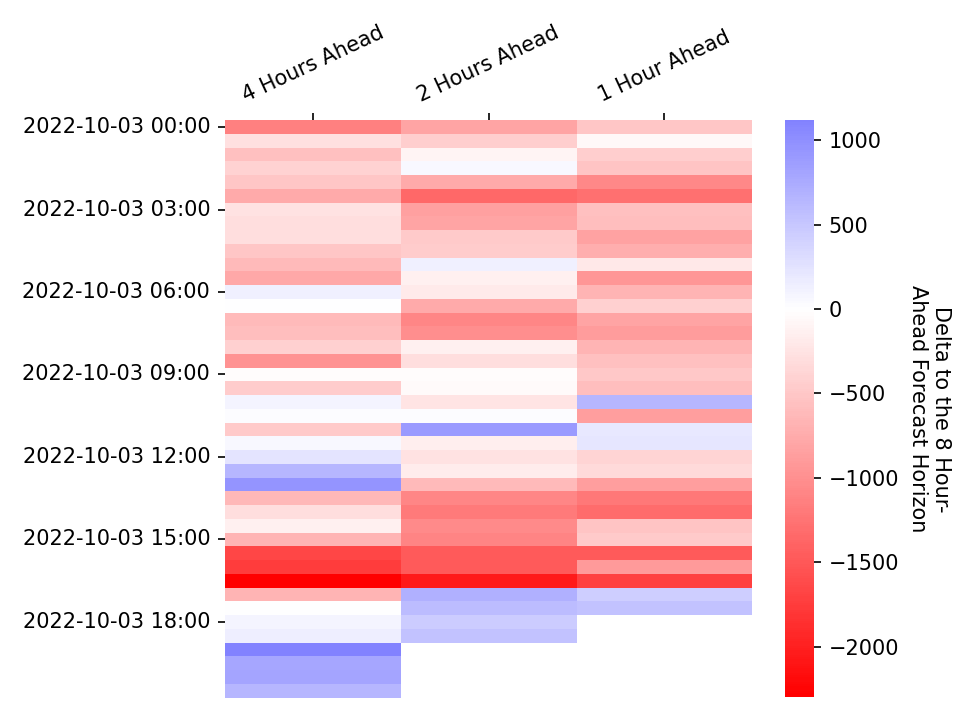 4 Hours Ahead
2 Hours Ahead
1 Hour Ahead
2022-10-03 00:00
2022-10-03 03:00
2022-10-03 06:00
2022-10-03 09:00
2022-10-03 12:00
2022-10-03 15:00
2022-10-03 18:00
1000
500
0
−500
−1000
−1500
−2000
Delta to the 8 Hour-
Ahead Forecast Horizon